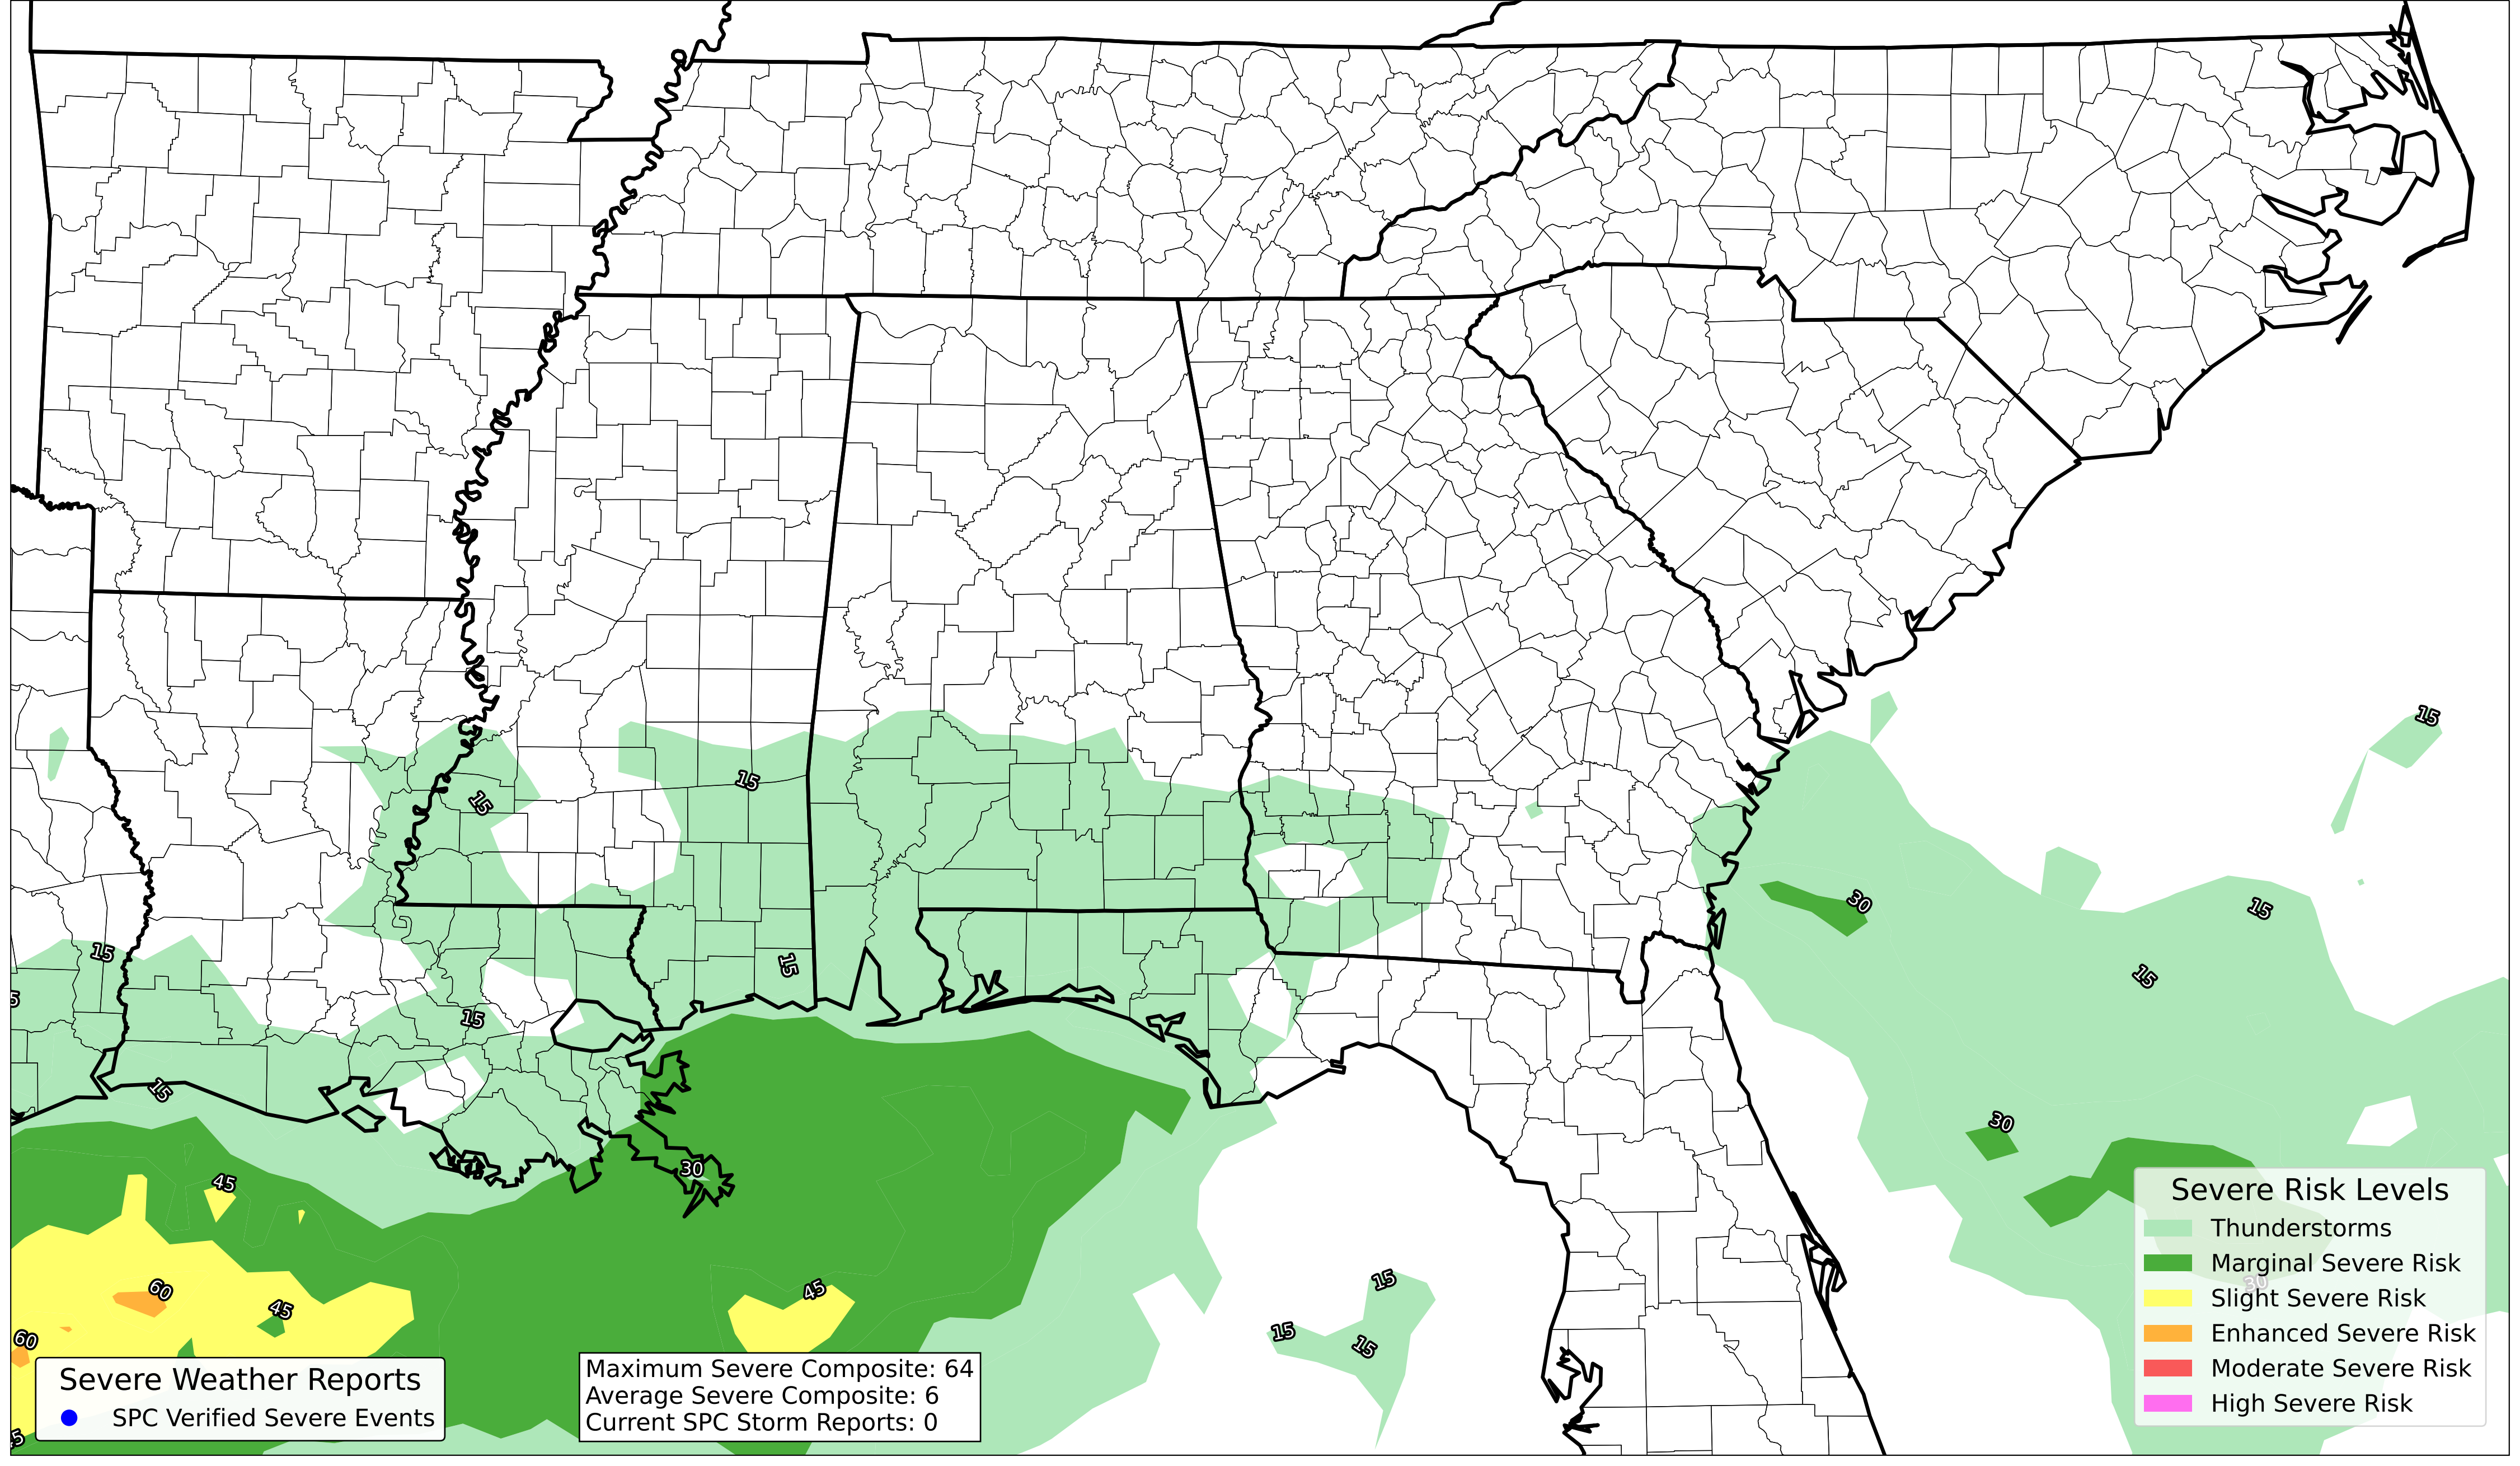 15
15
15
30
15
15
15
5
15
15
15
30
30
45
15
45
60
45
30
15
15
60
45
Severe Risk Levels
Thunderstorms
Marginal Severe Risk
Slight Severe Risk
Enhanced Severe Risk
Moderate Severe Risk
High Severe Risk
Severe Weather Reports
SPC Verified Severe Events
Maximum Severe Composite: 64
Average Severe Composite: 6
Current SPC Storm Reports: 0